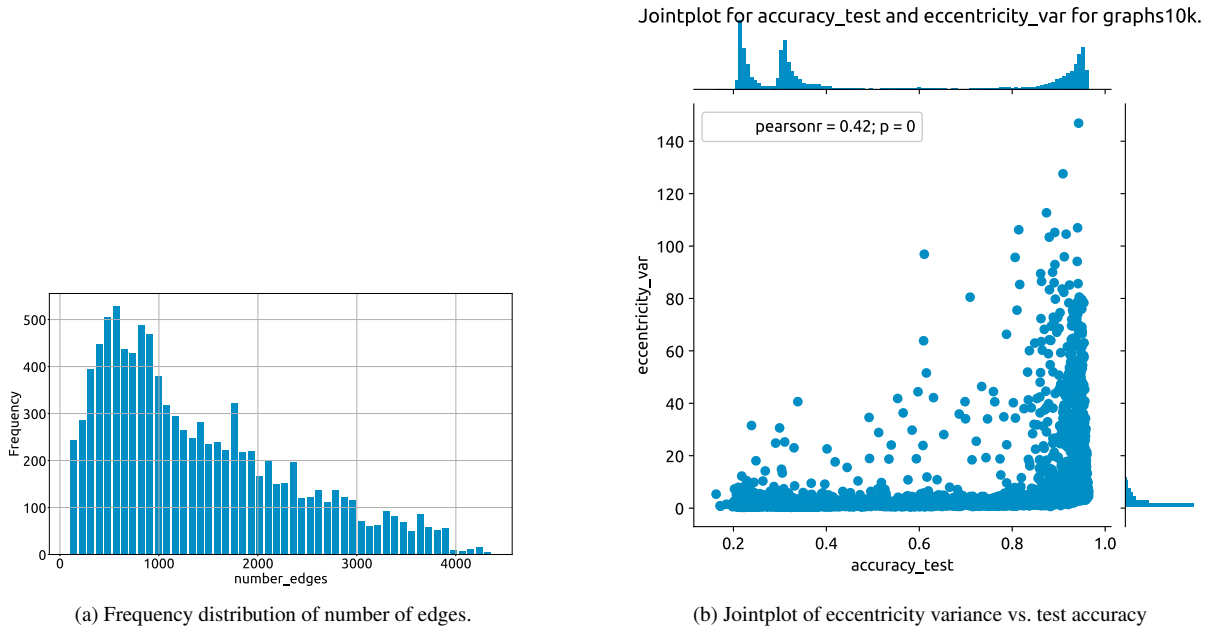 500
400
300
200
100
0
Frequency
0 1000 2000 3000 4000
number_edges
(a) Frequency distribution of number of edges.
Jointplot for accuracy_test and eccentricity_var for graphs10k.
pearsonr = 0.42; p = 0
140
120
100
80
60
40
20
0
eccentricity_var
0.2 0.4 0.6 0.8 1.0
accuracy_test
(b) Jointplot of eccentricity variance vs. test accuracy